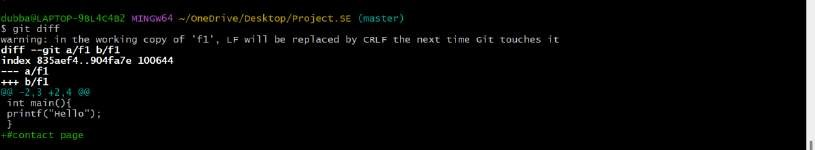 dubba@LAPTOP-9BL4C4B2 MINGW64 ~/OneDrive/Desktop/Project.SE (master)
$ git diff
warning: in the working copy of 'f1', LF will be replaced by CRLF the next time Git touches it
diff --git a/f1 b/f1
index 835aef4..904fa7e 100644
--- a/f1
+++ b/f1
@@ -2,3 +2,4 @@
 int main(){
 printf("Hello");
 }
+#contact page